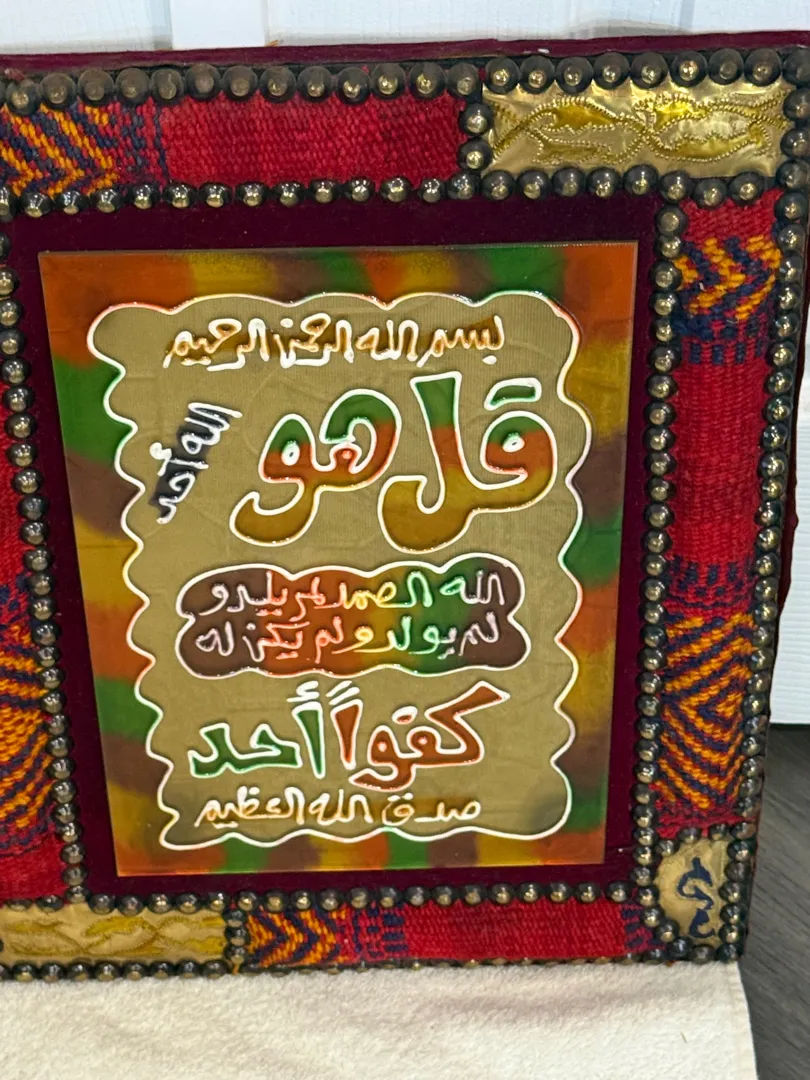 بسم الله الرحمن الرحيم
قل هو
الله أحد
الله الصمد لم يلد و
لم يولد ولم يكن له
كفواً أحد
صدق الله العظيم